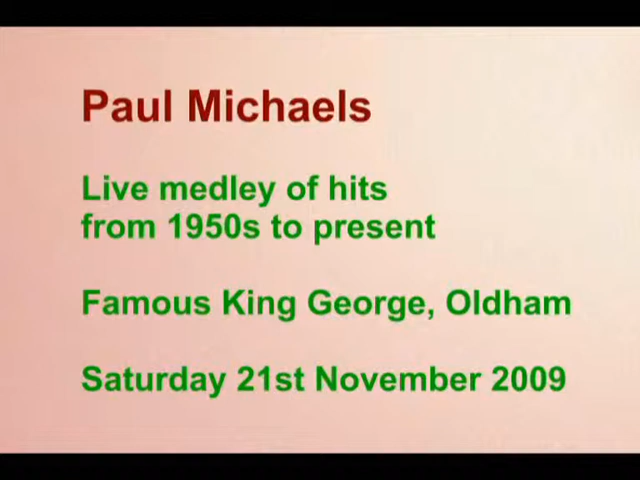 Paul Michaels
Live medley of hits
from 1950s to present
Famous King George, Oldham
Saturday 21st November 2009